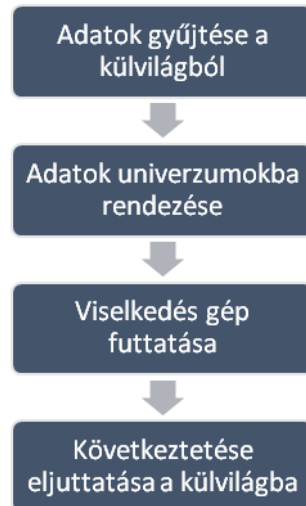 Adatok gyűjtése a
külvilágból
Adatok univerzumokba
rendezése
Viselkedés gép
futtatása
Következtetése
eljuttatása a külvilágba